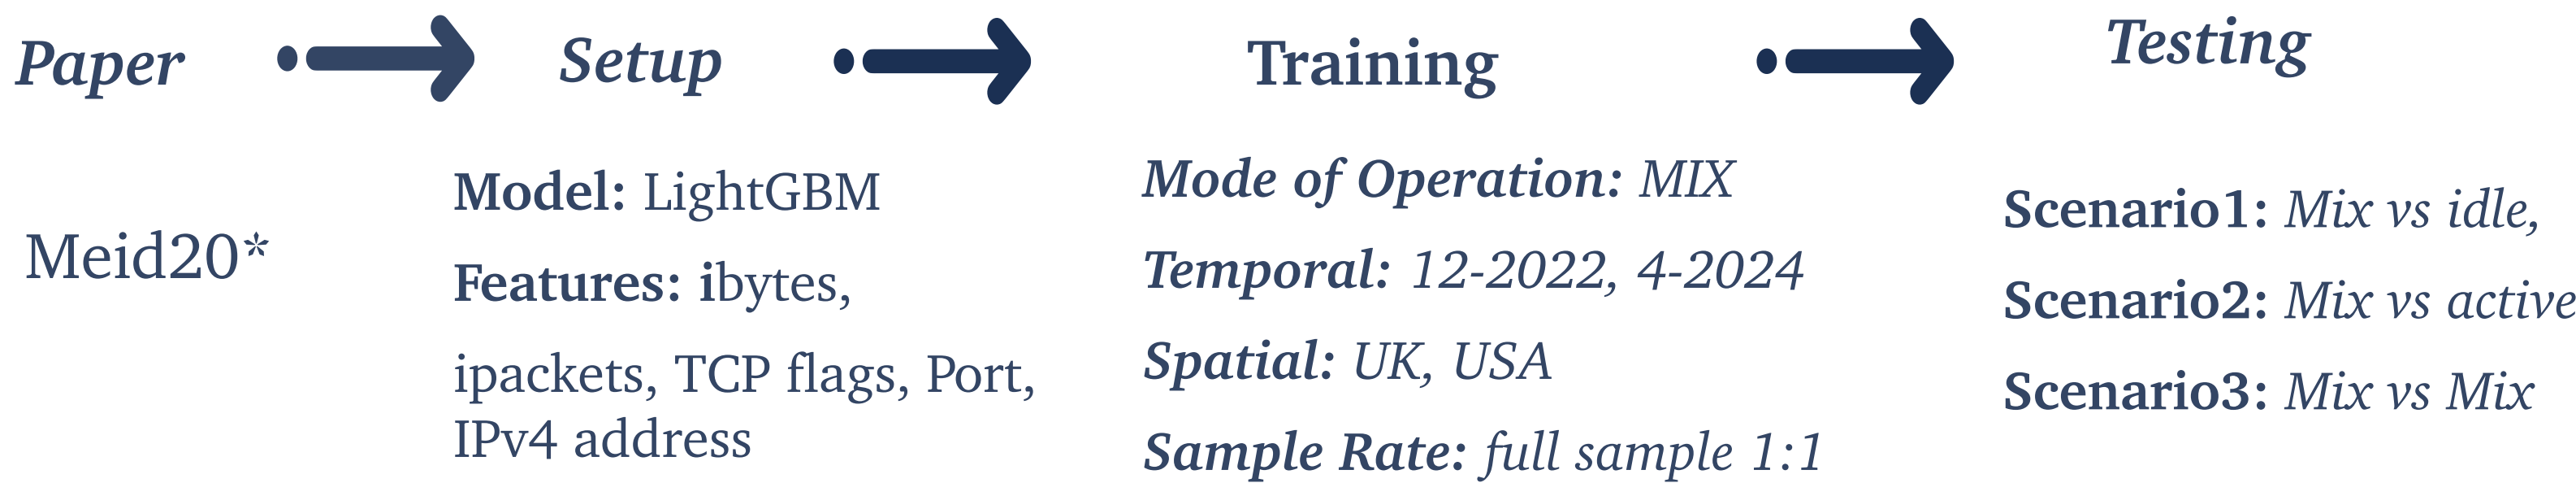 Paper
Setup
Training
Testing
Meid20*
Model: LightGBM
Features: ibytes,
ipackets, TCP flags, Port,
IPv4 address
Mode of Operation: MIX
Temporal: 12-2022, 4-2024
Spatial: UK, USA
Sample Rate: full sample 1:1
Scenario1: Mix vs idle,
Scenario2: Mix vs active
Scenario3: Mix vs Mix